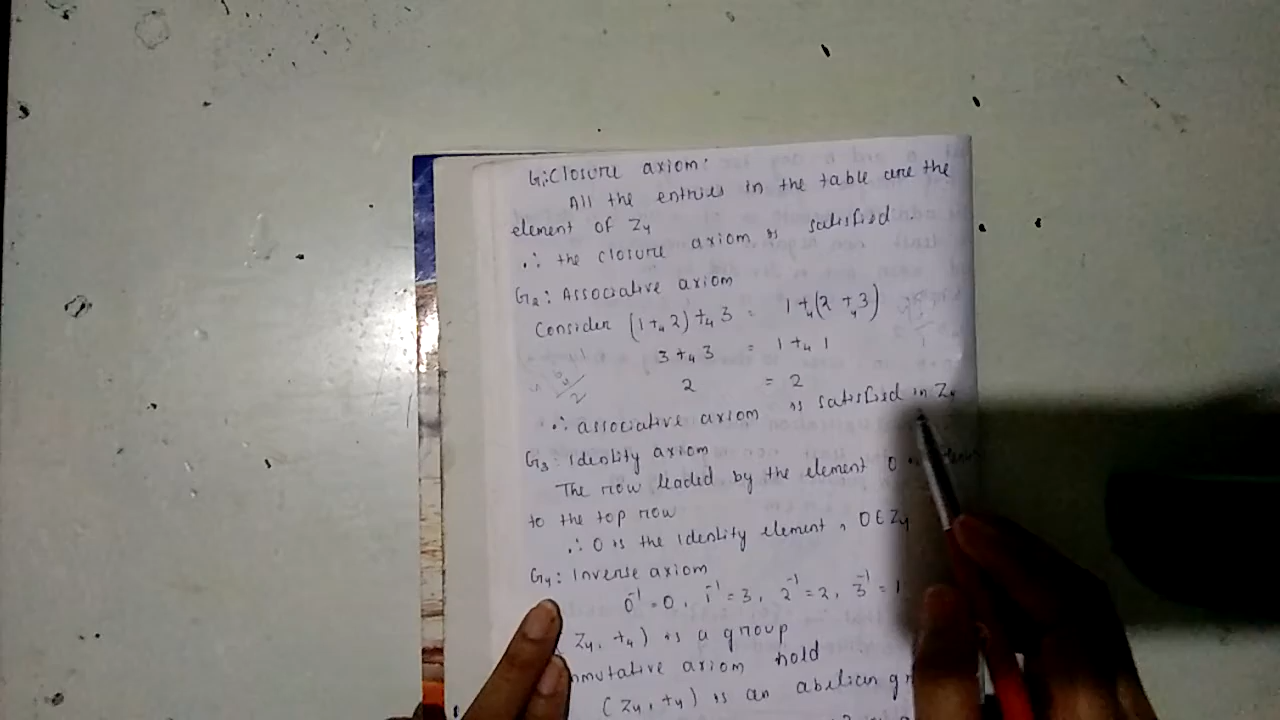 G1: Closure axiom:
All the entries in the table are the
element of Z4
∴ the closure axiom is satisfied.
G2: Associative axiom
Consider (1 +4 2) +4 3 = 1 +4 (2 +4 3)
3 +4 3 = 1 +4 1
2 = 2
∴ associative axiom is satisfied in Z4
G3: Identity axiom
The row leaded by the element 0 is
to the top row
∴ 0 is the identity element, 0 ∈ Z4
G4: Inverse axiom
0⁻¹ = 0, 1⁻¹ = 3, 2⁻¹ = 2, 3⁻¹ = 1
(Z4, +4) is a group
mmutative axiom hold
(Z4, +4) is an abelian gr